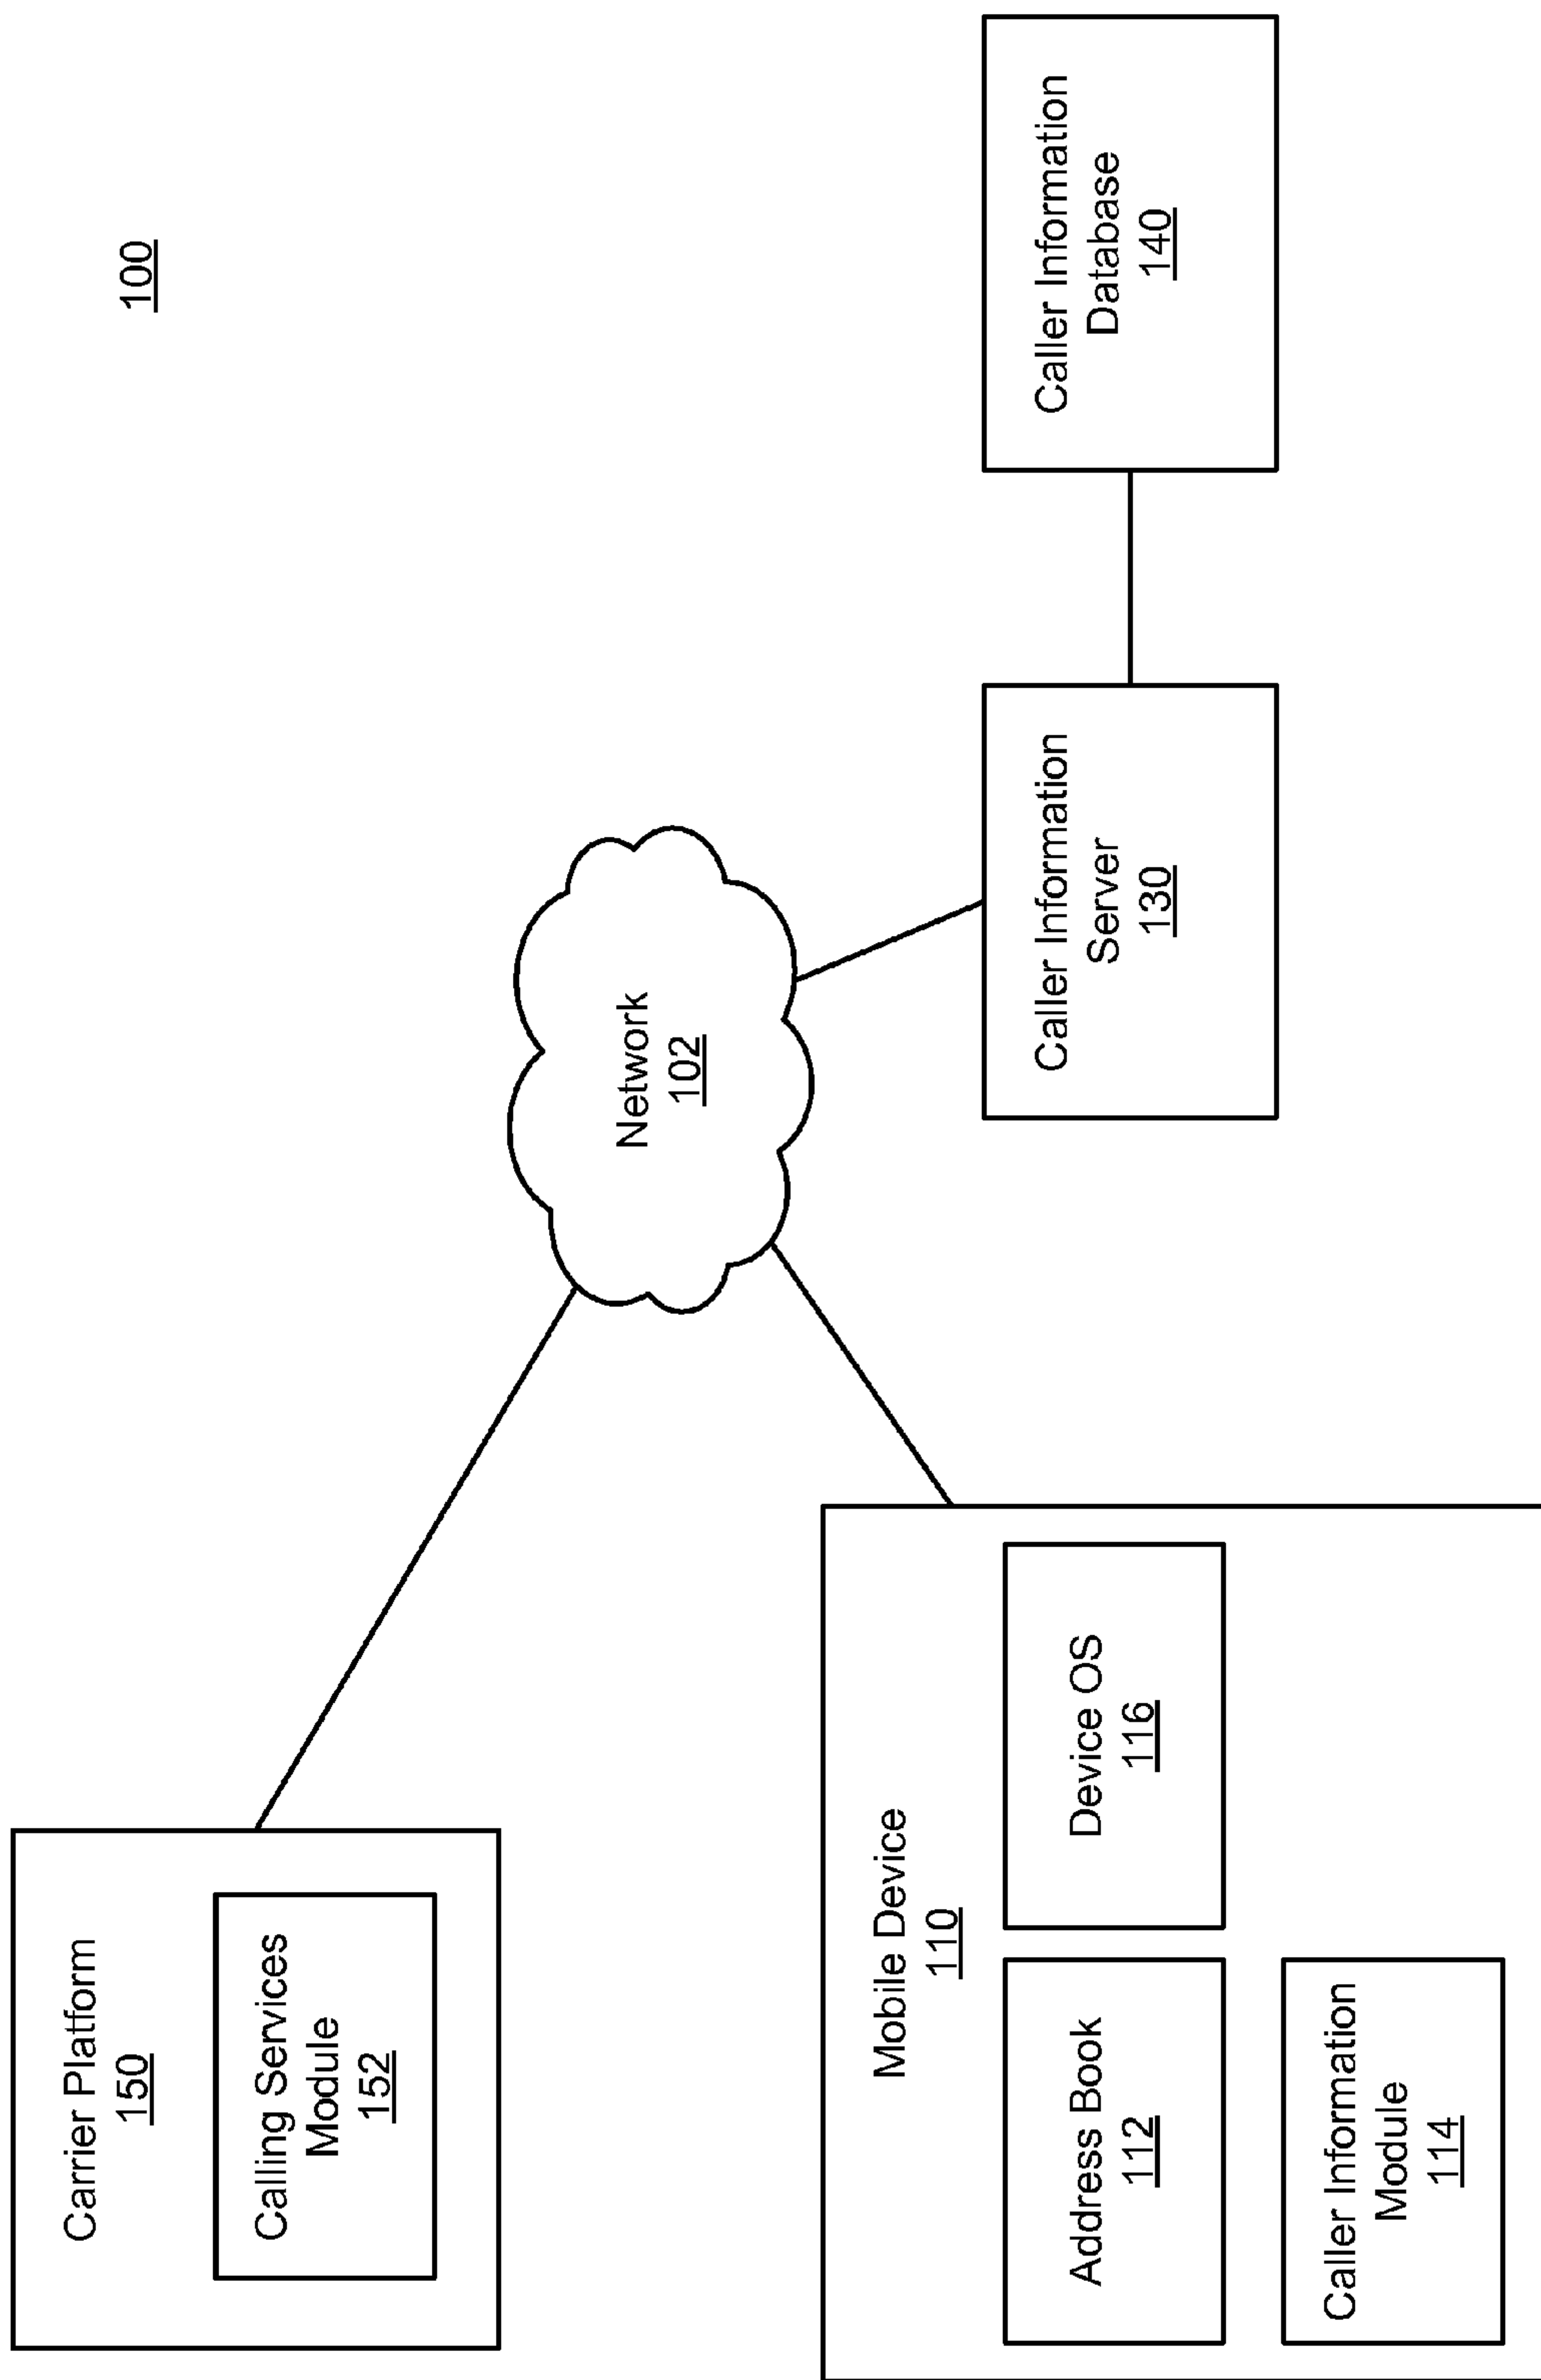 100
Carrier Platform
150
Calling Services
Module
152
Network
102
Mobile Device
110
Address Book
112
Device OS
116
Caller Information
Module
114
Caller Information
Server
130
Caller Information
Database
140